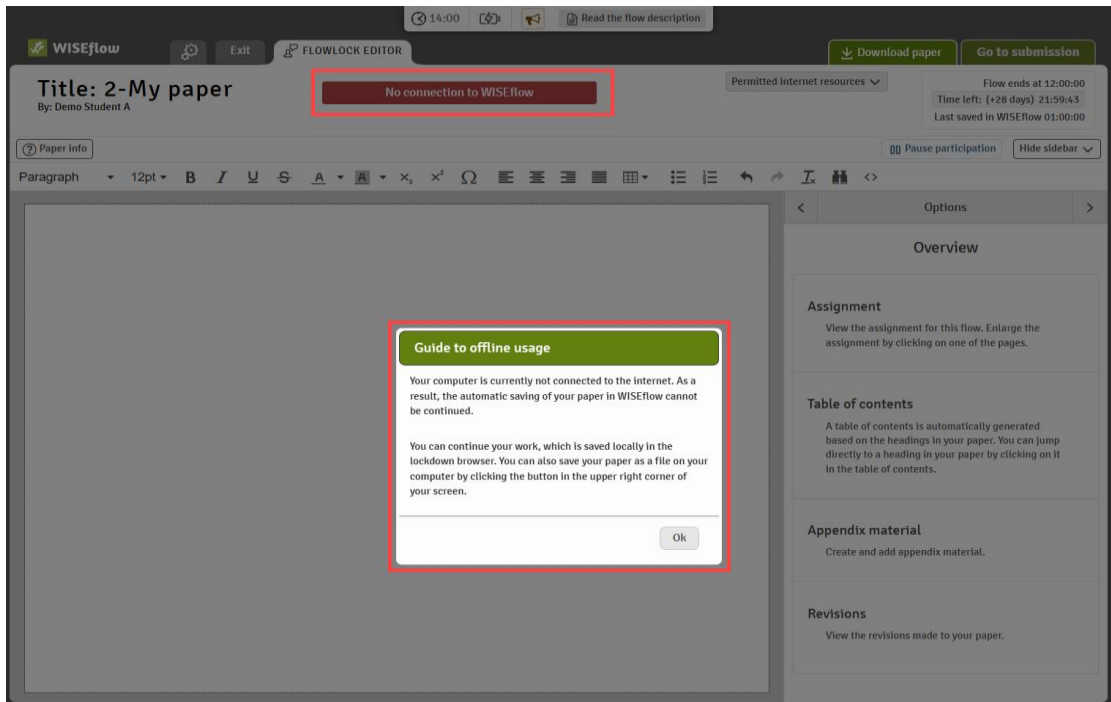 14:00
Read the flow description
WISEflow
Exit
FLOWLOCK EDITOR
Download paper
Go to submission
Title: 2-My paper
By: Demo Student A
No connection to WISEflow
Permitted internet resources
Flow ends at 12:00:00
Time left: (+28 days) 21:59:43
Last saved in WISEflow 01:00:00
Paper info
Pause participation
Hide sidebar
Paragraph 12pt B I U S A A x₂ x² Ω
Options
Overview
Assignment
View the assignment for this flow. Enlarge the
assignment by clicking on one of the pages.
Table of contents
A table of contents is automatically generated
based on the headings in your paper. You can jump
directly to a heading in your paper by clicking on it
in the table of contents.
Appendix material
Create and add appendix material.
Revisions
View the revisions made to your paper.
Guide to offline usage
Your computer is currently not connected to the internet. As a
result, the automatic saving of your paper in WISEflow cannot
be continued.
You can continue your work, which is saved locally in the
lockdown browser. You can also save your paper as a file on your
computer by clicking the button in the upper right corner of
your screen.
Ok